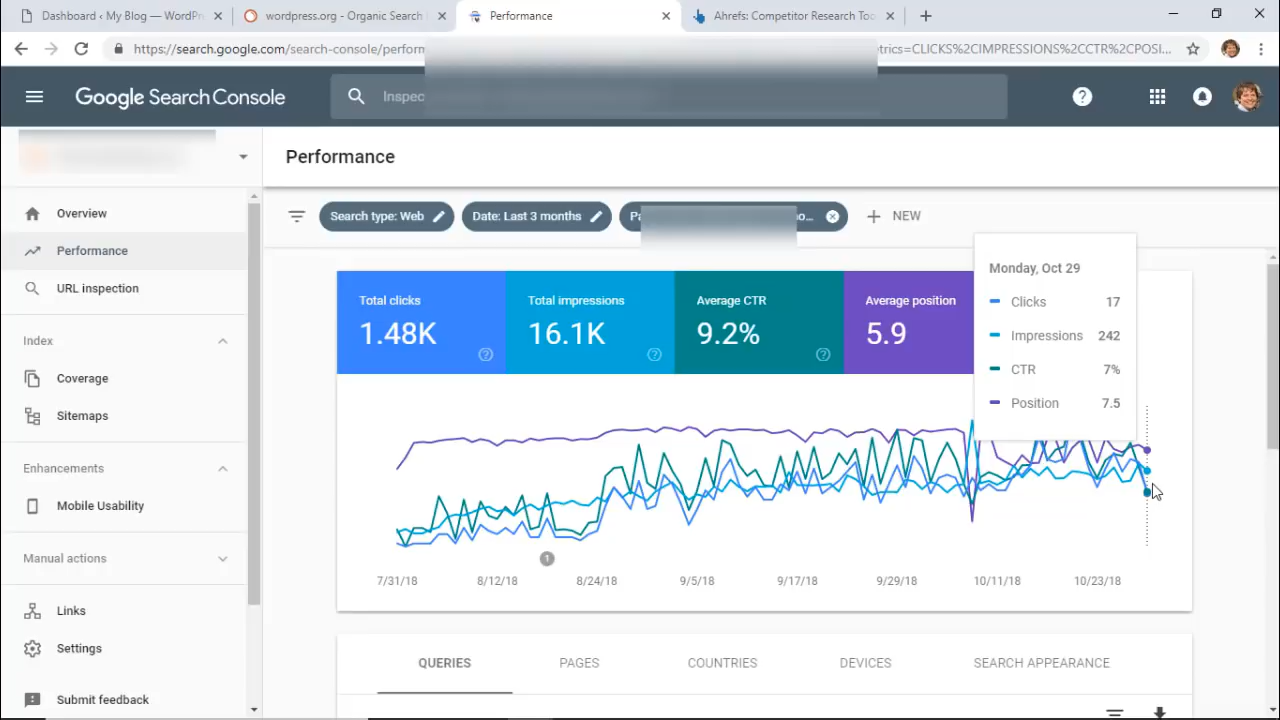 Dashboard ‹ My Blog — WordPr
wordpress.org - Organic Search
Performance
Ahrefs: Competitor Research Too
https://search.google.com/search-console/perforn
etrics=CLICKS%2CIMPRESSIONS%2CCTR%2CPOSI...
Google Search Console
Inspec
Performance
Overview
Performance
URL inspection
Index
Coverage
Sitemaps
Enhancements
Mobile Usability
Manual actions
Links
Settings
Submit feedback
Search type: Web
Date: Last 3 months
Pa
o...
NEW
Total clicks
1.48K
Total impressions
16.1K
Average CTR
9.2%
Average position
5.9
Monday, Oct 29
Clicks 17
Impressions 242
CTR 7%
Position 7.5
1
7/31/18 8/12/18 8/24/18 9/5/18 9/17/18 9/29/18 10/11/18 10/23/18
QUERIES PAGES COUNTRIES DEVICES SEARCH APPEARANCE